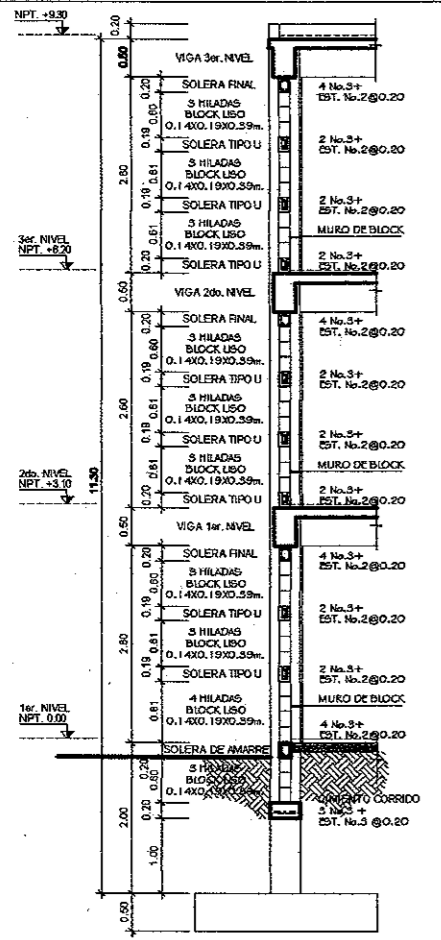 NPT. +9.30
0.20
0.60
VIGA 3er. NIVEL
0.20
SOLERA FINAL
4 No.3+
EST. No.2@0.20
0.60
3 HILADAS
BLOCK LISO
0.14X0.19X0.39m.
2.60
0.19
SOLERA TIPO U
2 No.3+
EST. No.2@0.20
0.61
3 HILADAS
BLOCK LISO
0.14X0.19X0.39m.
0.19
SOLERA TIPO U
2 No.3+
EST. No.2@0.20
0.61
3 HILADAS
BLOCK LISO
0.14X0.19X0.39m.
MURO DE BLOCK
3er. NIVEL
NPT. +6.20
0.20
SOLERA TIPO U
2 No.3+
EST. No.2@0.20
0.60
VIGA 2do. NIVEL
0.20
SOLERA FINAL
4 No.3+
EST. No.2@0.20
0.60
3 HILADAS
BLOCK LISO
0.14X0.19X0.39m.
2.60
0.19
SOLERA TIPO U
2 No.3+
EST. No.2@0.20
0.61
3 HILADAS
BLOCK LISO
0.14X0.19X0.39m.
0.19
SOLERA TIPO U
2 No.3+
EST. No.2@0.20
11.30
0.61
3 HILADAS
BLOCK LISO
0.14X0.19X0.39m.
MURO DE BLOCK
2do. NIVEL
NPT. +3.10
0.20
SOLERA TIPO U
2 No.3+
EST. No.2@0.20
0.50
VIGA 1er. NIVEL
0.20
SOLERA FINAL
4 No.3+
EST. No.2@0.20
0.60
3 HILADAS
BLOCK LISO
0.14X0.19X0.39m.
2.60
0.19
SOLERA TIPO U
2 No.3+
EST. No.2@0.20
0.61
3 HILADAS
BLOCK LISO
0.14X0.19X0.39m.
0.19
SOLERA TIPO U
2 No.3+
EST. No.2@0.20
0.81
4 HILADAS
BLOCK LISO
0.14X0.19X0.39m.
MURO DE BLOCK
1er. NIVEL
NPT. 0.00
4 No.3+
EST. No.2@0.20
SOLERA DE AMARRE
0.20
0.60
3 HILADAS
BLOCK LISO
0.14X0.19X0.39m.
2.00
0.20
CIMIENTO CORRIDO
3 No.3 +
EST. No.3 @0.20
1.00
0.50